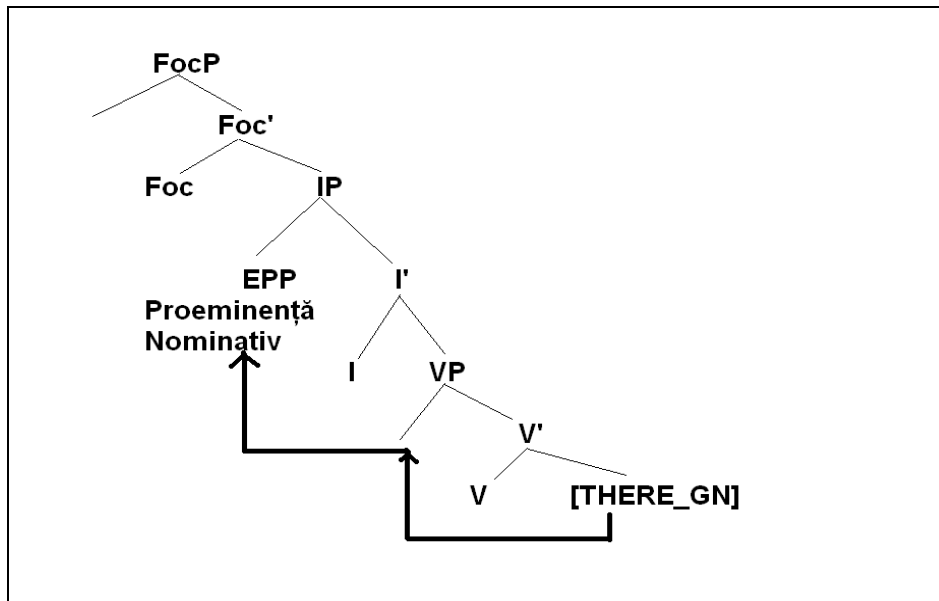 FocP
Foc'
Foc
IP
EPP
I'
Proeminență
Nominativ
I
VP
V'
V
[THERE_GN]